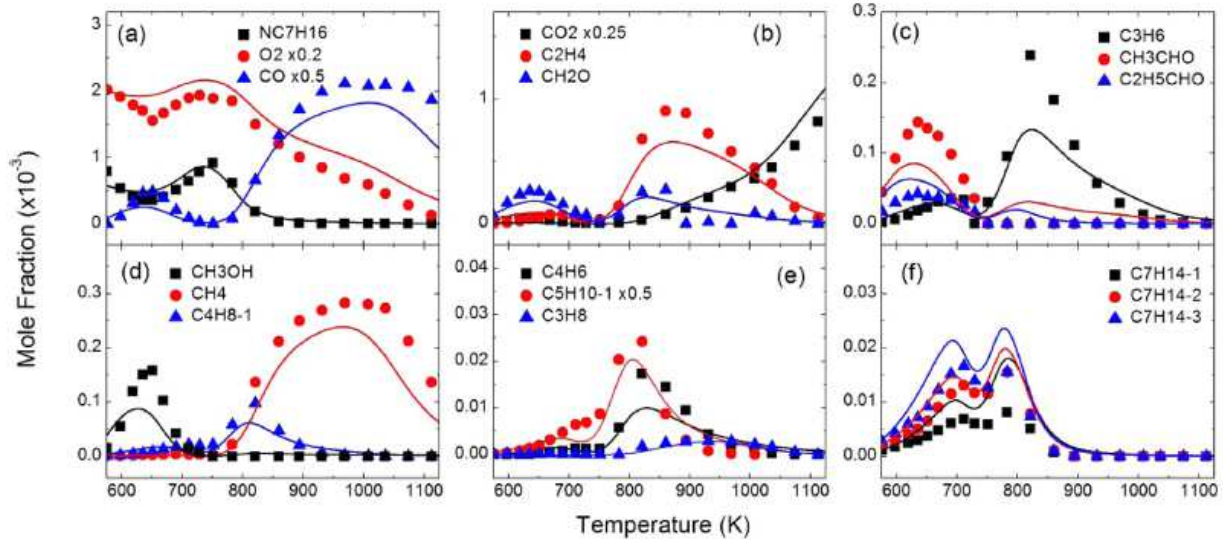 (a)
NC7H16
O2 x0.2
CO x0.5
3
2
1
0
(b)
CO2 x0.25
C2H4
CH2O
1
0
(c)
C3H6
CH3CHO
C2H5CHO
0.3
0.2
0.1
0.0
Mole Fraction (x10⁻³)
(d)
CH3OH
CH4
C4H8-1
0.3
0.2
0.1
0.0
600 700 800 900 1000 1100
(e)
C4H6
C5H10-1 x0.5
C3H8
0.04
0.03
0.02
0.01
0.00
600 700 800 900 1000 1100
(f)
C7H14-1
C7H14-2
C7H14-3
0.03
0.02
0.01
0.00
600 700 800 900 1000 1100
Temperature (K)